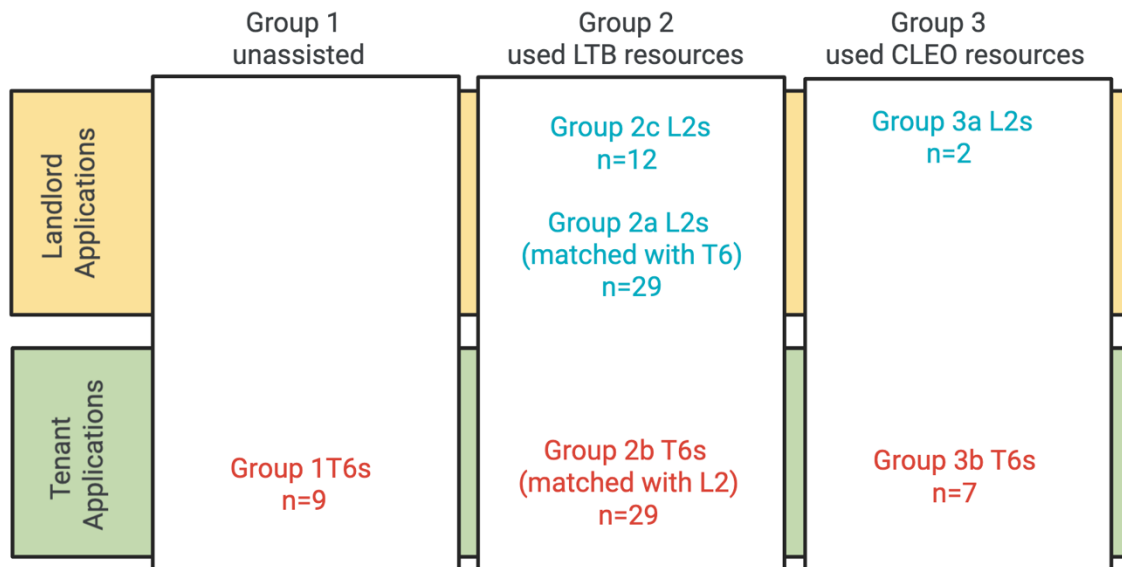 Group 1
unassisted
Group 2
used LTB resources
Group 3
used CLEO resources
Landlord
Applications
Group 2c L2s
n=12
Group 2a L2s
(matched with T6)
n=29
Group 3a L2s
n=2
Tenant
Applications
Group 1T6s
n=9
Group 2b T6s
(matched with L2)
n=29
Group 3b T6s
n=7